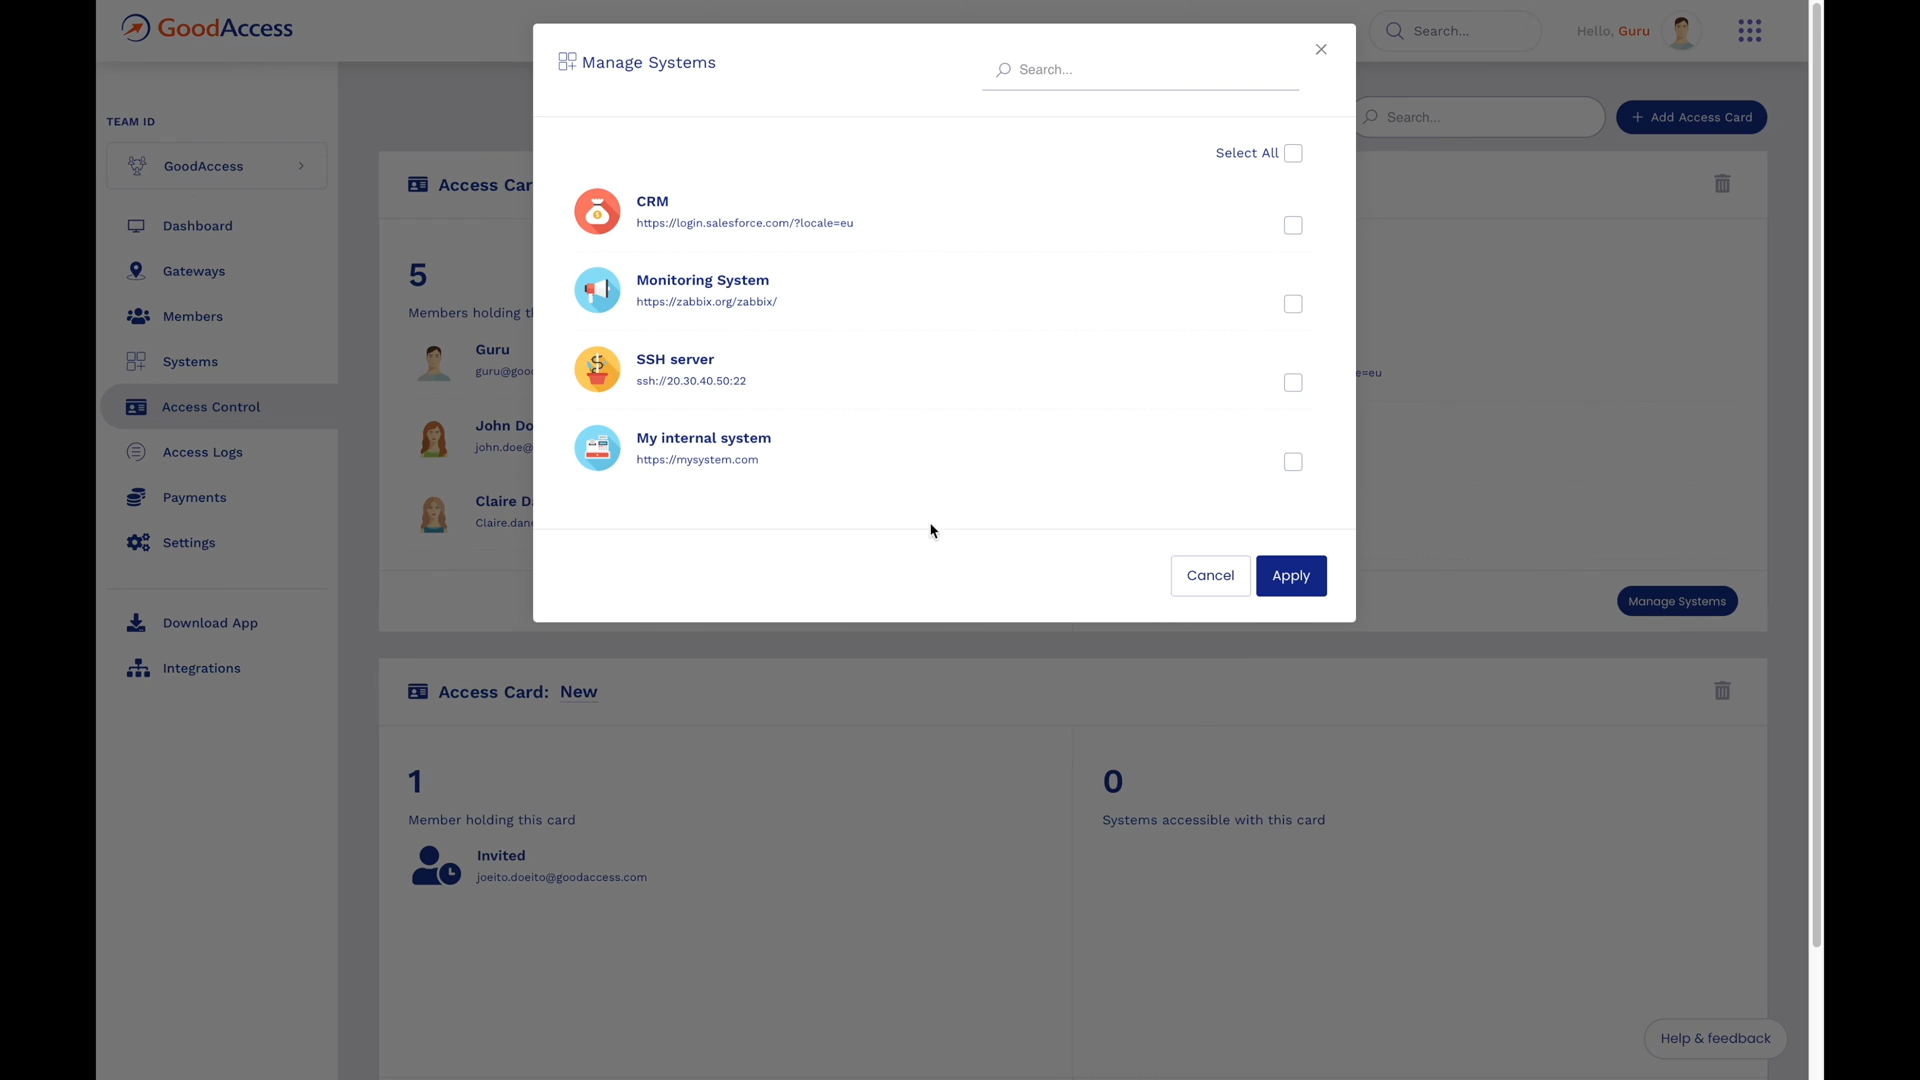 GoodAccess
Search...
Hello, Guru
Manage Systems
Search...
Search...
+ Add Access Card
TEAM ID
GoodAccess
Dashboard
Gateways
Members
Systems
Access Control
Access Logs
Payments
Settings
Download App
Integrations
Select All
CRM
https://login.salesforce.com/?locale=eu
Monitoring System
https://zabbix.org/zabbix/
SSH server
ssh://20.30.40.50:22
My internal system
https://mysystem.com
Cancel
Apply
Access Car
5
Members holding t
Guru
guru@goo
John Do
john.doe@
Claire D
Claire.dan
e=eu
Manage Systems
Access Card: New
1
Member holding this card
Invited
joeito.doeito@goodaccess.com
0
Systems accessible with this card
Help & feedback